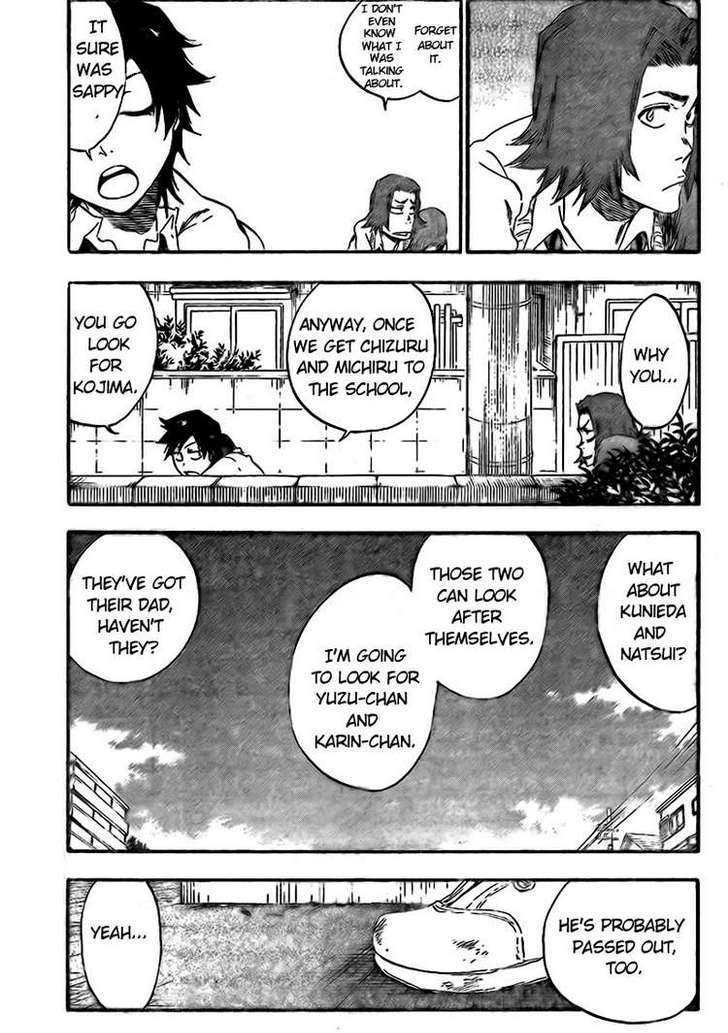 FORGET
ABOUT
IT.
I DON'T
EVEN
KNOW
WHAT I
WAS
TALKING
ABOUT.
IT
SURE
WAS
SAPPY-
WHY
YOU...
ANYWAY, ONCE
WE GET CHIZURU
AND MICHIRU TO
THE SCHOOL,
YOU GO
LOOK
FOR
KOJIMA.
WHAT
ABOUT
KUNIEDA
AND
NATSUI?
THOSE TWO
CAN LOOK
AFTER
THEMSELVES.
I'M GOING
TO LOOK FOR
YUZU-CHAN
AND
KARIN-CHAN.
THEY'VE GOT
THEIR DAD,
HAVEN'T
THEY?
HE'S PROBABLY
PASSED OUT,
TOO.
YEAH...